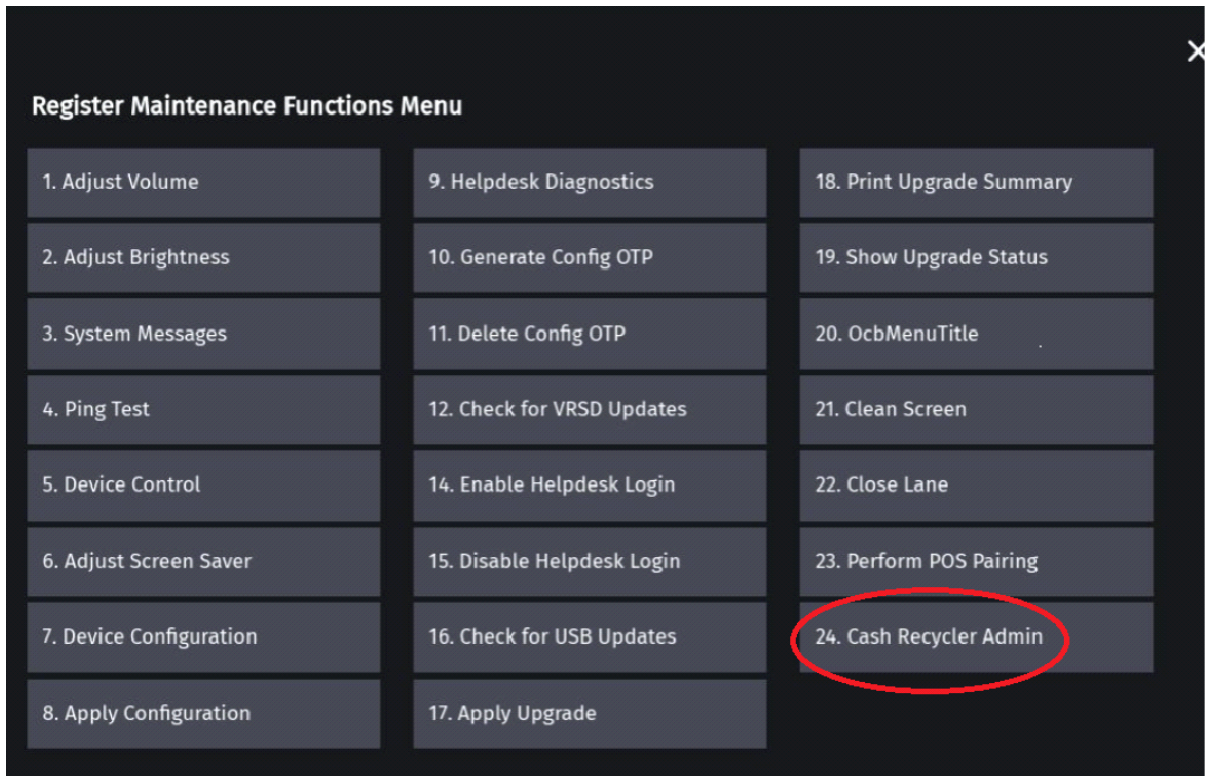 Register Maintenance Functions Menu
1. Adjust Volume
2. Adjust Brightness
3. System Messages
4. Ping Test
5. Device Control
6. Adjust Screen Saver
7. Device Configuration
8. Apply Configuration
9. Helpdesk Diagnostics
10. Generate Config OTP
11. Delete Config OTP
12. Check for VRSD Updates
14. Enable Helpdesk Login
15. Disable Helpdesk Login
16. Check for USB Updates
17. Apply Upgrade
18. Print Upgrade Summary
19. Show Upgrade Status
20. OcbMenuTitle
21. Clean Screen
22. Close Lane
23. Perform POS Pairing
24. Cash Recycler Admin